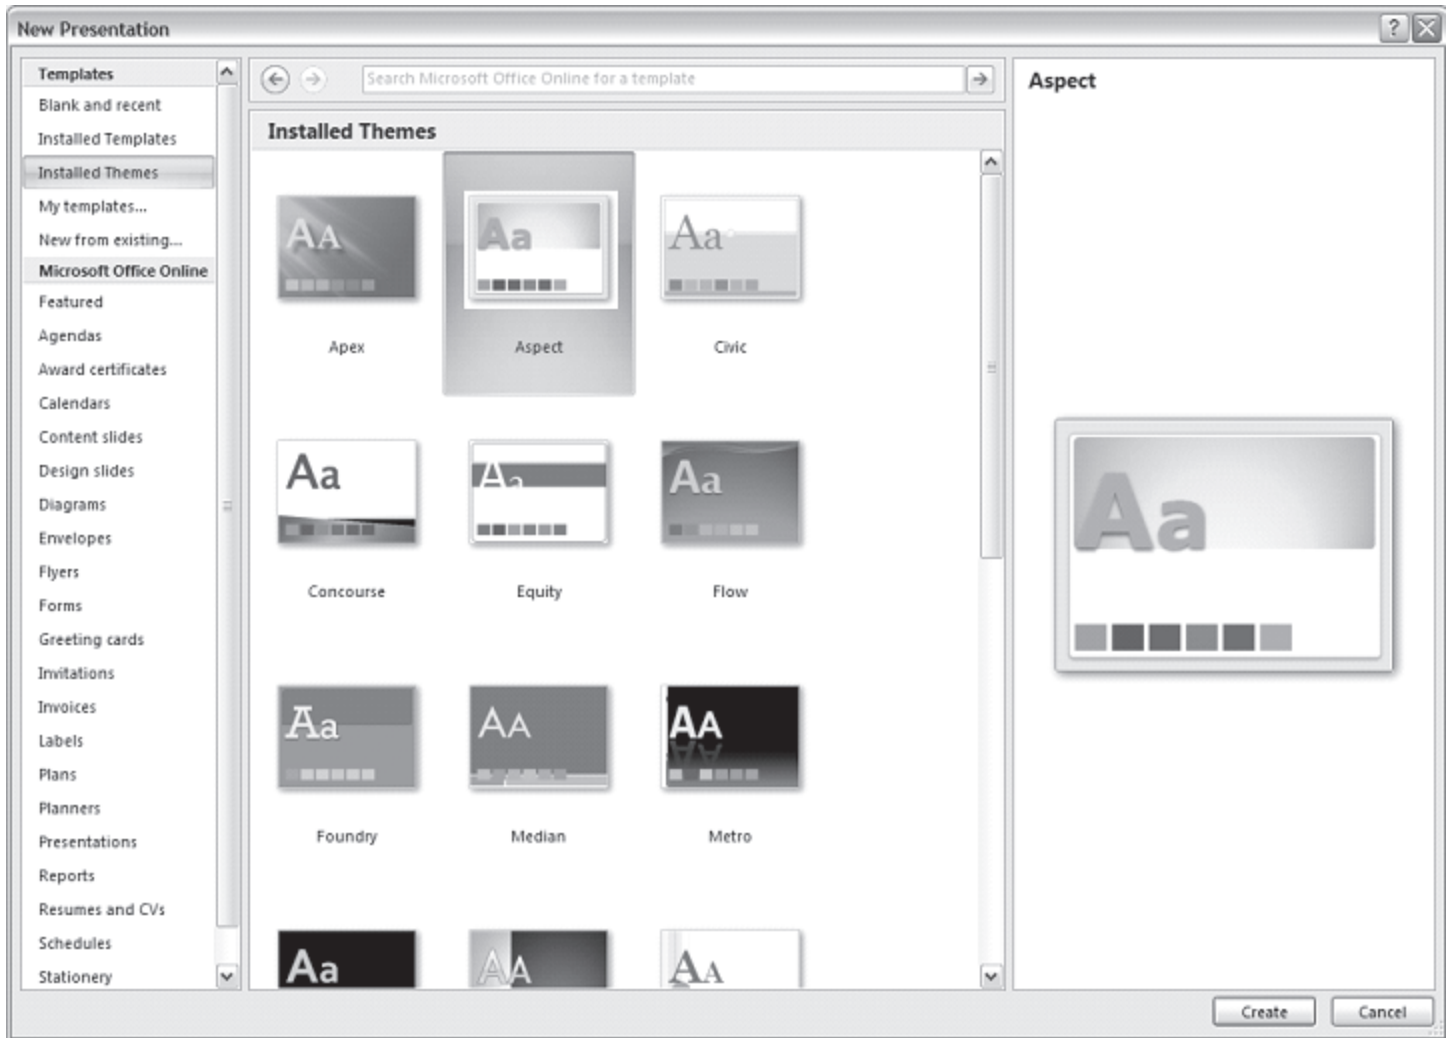 New Presentation
?
Templates
Blank and recent
Installed Templates
Installed Themes
My templates...
New from existing...
Microsoft Office Online
Featured
Agendas
Award certificates
Calendars
Content slides
Design slides
Diagrams
Envelopes
Flyers
Forms
Greeting cards
Invitations
Invoices
Labels
Plans
Planners
Presentations
Reports
Resumes and CVs
Schedules
Stationery
Search Microsoft Office Online for a template
Installed Themes
AA
Aa
Aa
Apex
Aspect
Civic
Aa
Aa
Aa
Concourse
Equity
Flow
Aa
AA
AA
Foundry
Median
Metro
Aa
AA
AA
Aspect
Aa
Create
Cancel